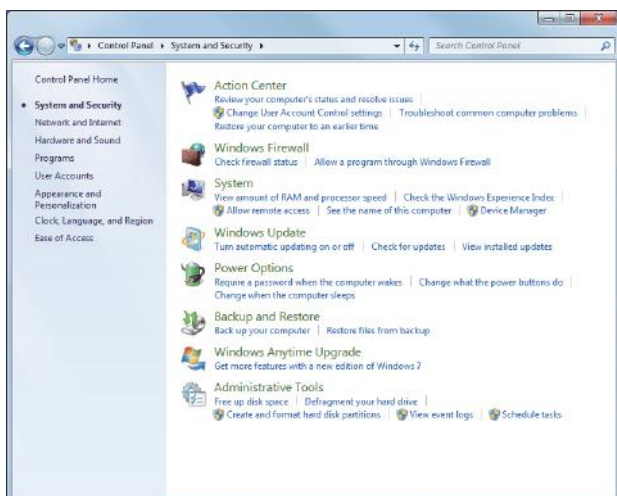 Control Panel System and Security
Search Control Panel
Control Panel Home
System and Security
Network and Internet
Hardware and Sound
Programs
User Accounts
Appearance and
Personalization
Clock, Language, and Region
Ease of Access
Action Center
Review your computer's status and resolve issues
Change User Account Control settings Troubleshoot common computer problems
Restore your computer to an earlier time
Windows Firewall
Check firewall status Allow a program through Windows Firewall
System
View amount of RAM and processor speed Check the Windows Experience Index
Allow remote access See the name of this computer Device Manager
Windows Update
Turn automatic updating on or off Check for updates View installed updates
Power Options
Require a password when the computer wakes Change what the power buttons do
Change when the computer sleeps
Backup and Restore
Back up your computer Restore files from backup
Windows Anytime Upgrade
Get more features with a new edition of Windows 7
Administrative Tools
Free up disk space Defragment your hard drive
Create and format hard disk partitions View event logs Schedule tasks